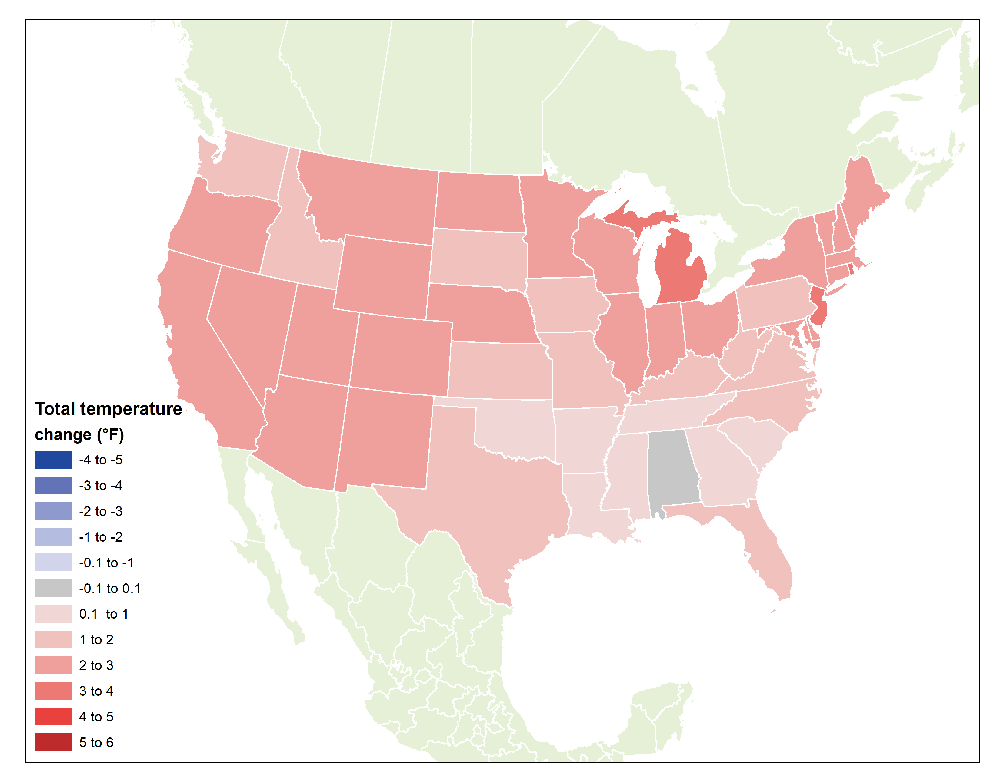 Total temperature
change (°F)
-4 to -5
-3 to -4
-2 to -3
-1 to -2
-0.1 to -1
-0.1 to 0.1
0.1 to 1
1 to 2
2 to 3
3 to 4
4 to 5
5 to 6